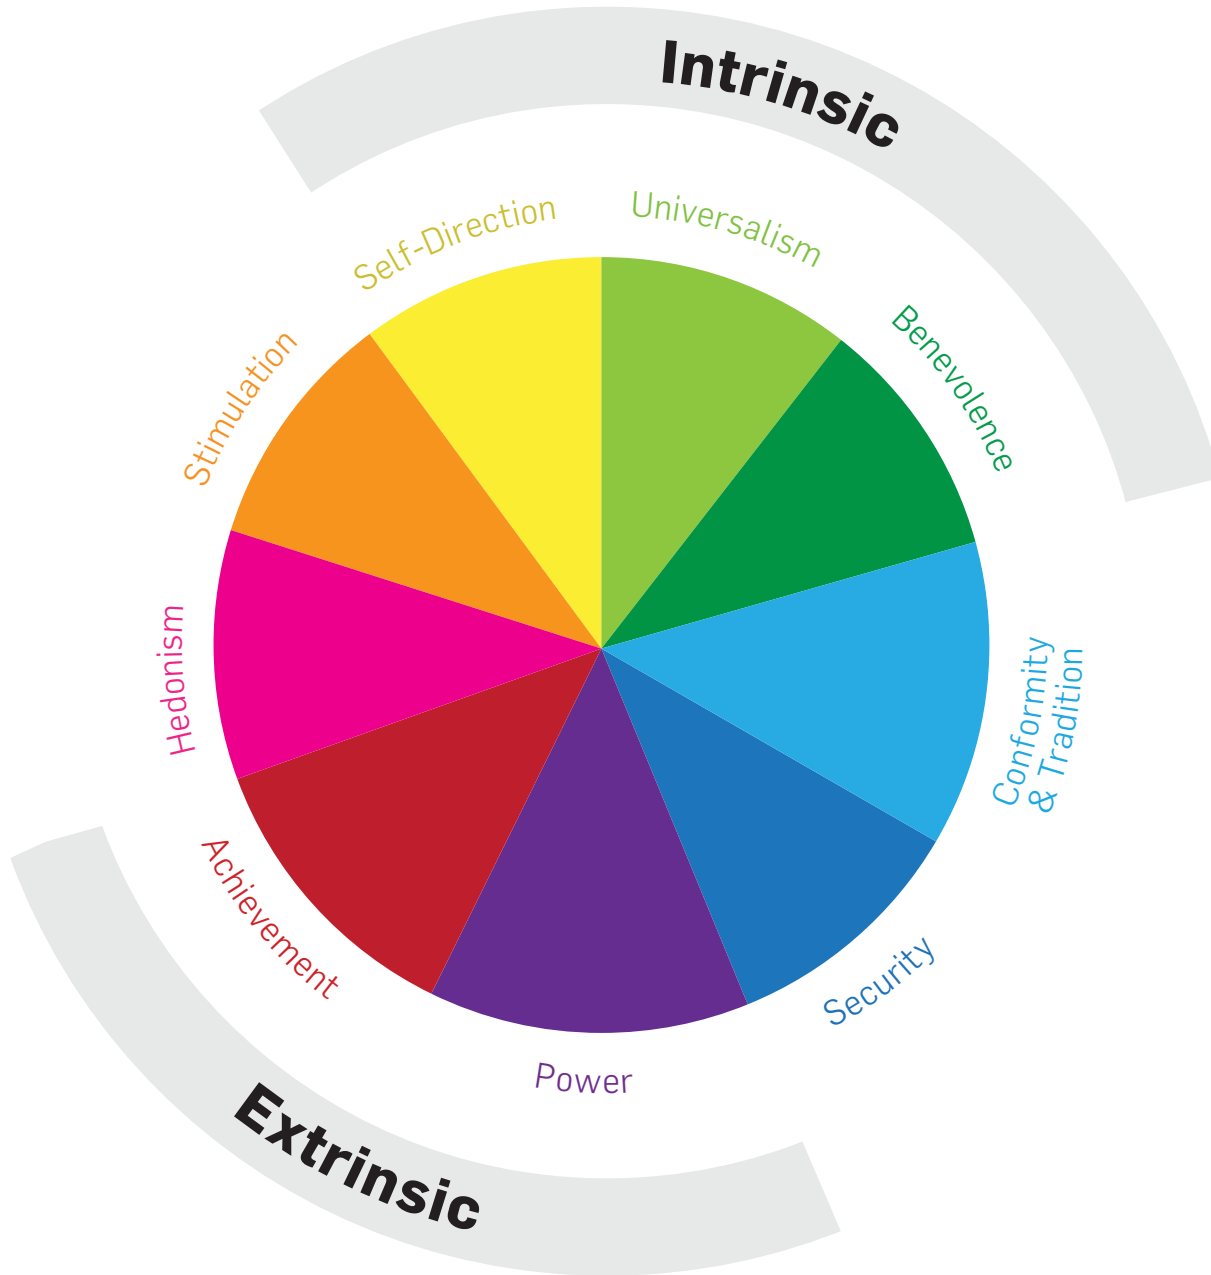 Intrinsic
Universalism
Benevolence
Conformity
& Tradition
Security
Power
Achievement
Hedonism
Stimulation
Self-Direction
Extrinsic